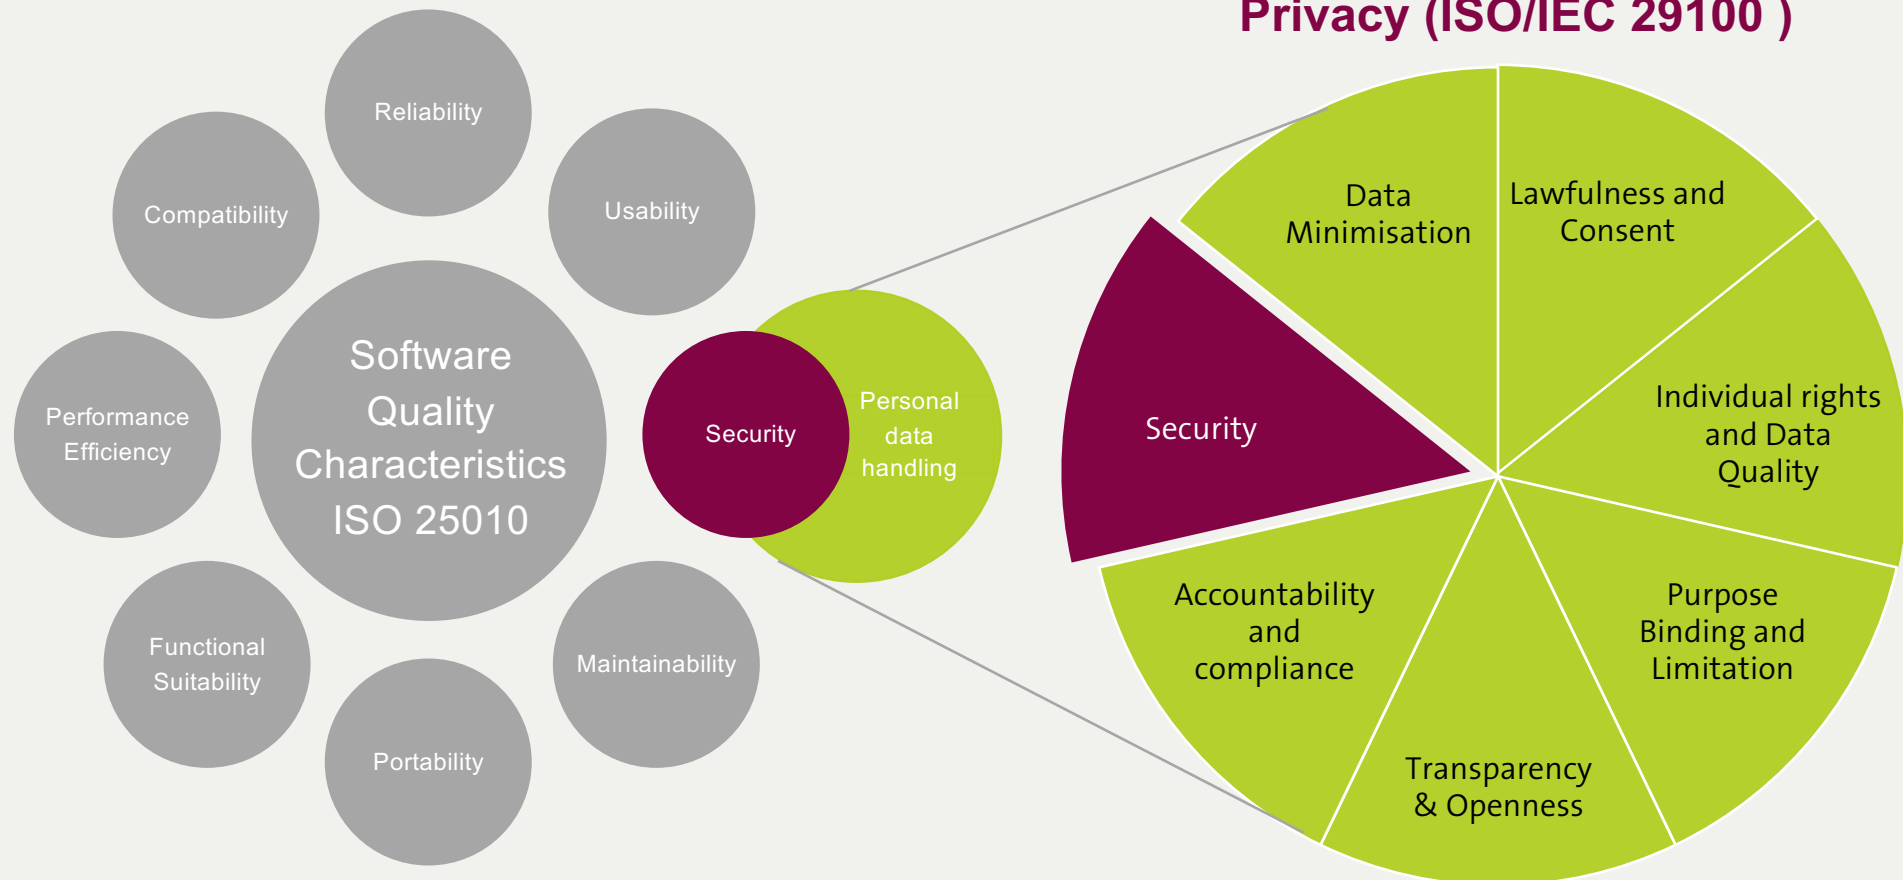 Privacy (ISO/IEC 29100 )
Reliability
Compatibility
Usability
Software
Quality
Characteristics
ISO 25010
Performance
Efficiency
Security
Personal
data
handling
Functional
Suitability
Maintainability
Portability
Data
Minimisation
Lawfulness and
Consent
Security
Individual rights
and Data
Quality
Accountability
and
compliance
Purpose
Binding and
Limitation
Transparency
& Openness